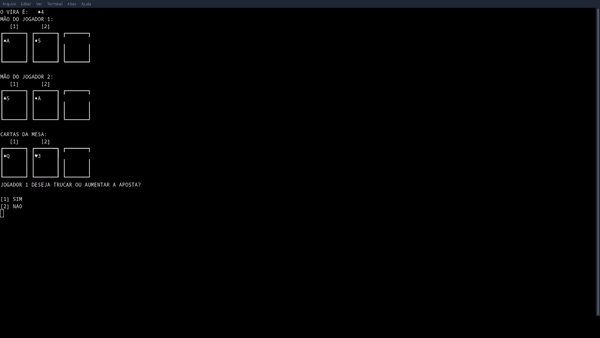 Arquivo Editar Ver Terminal Abas Ajuda
O VIRA É: ♠4
MÃO DO JOGADOR 1:
[1] [2]
♠A ♦5
MÃO DO JOGADOR 2:
[1] [2]
♣5 ♦A
CARTAS DA MESA:
[1] [2]
♦Q ♥3
JOGADOR 1 DESEJA TRUCAR OU AUMENTAR A APOSTA?
[1] SIM
[2] NAO